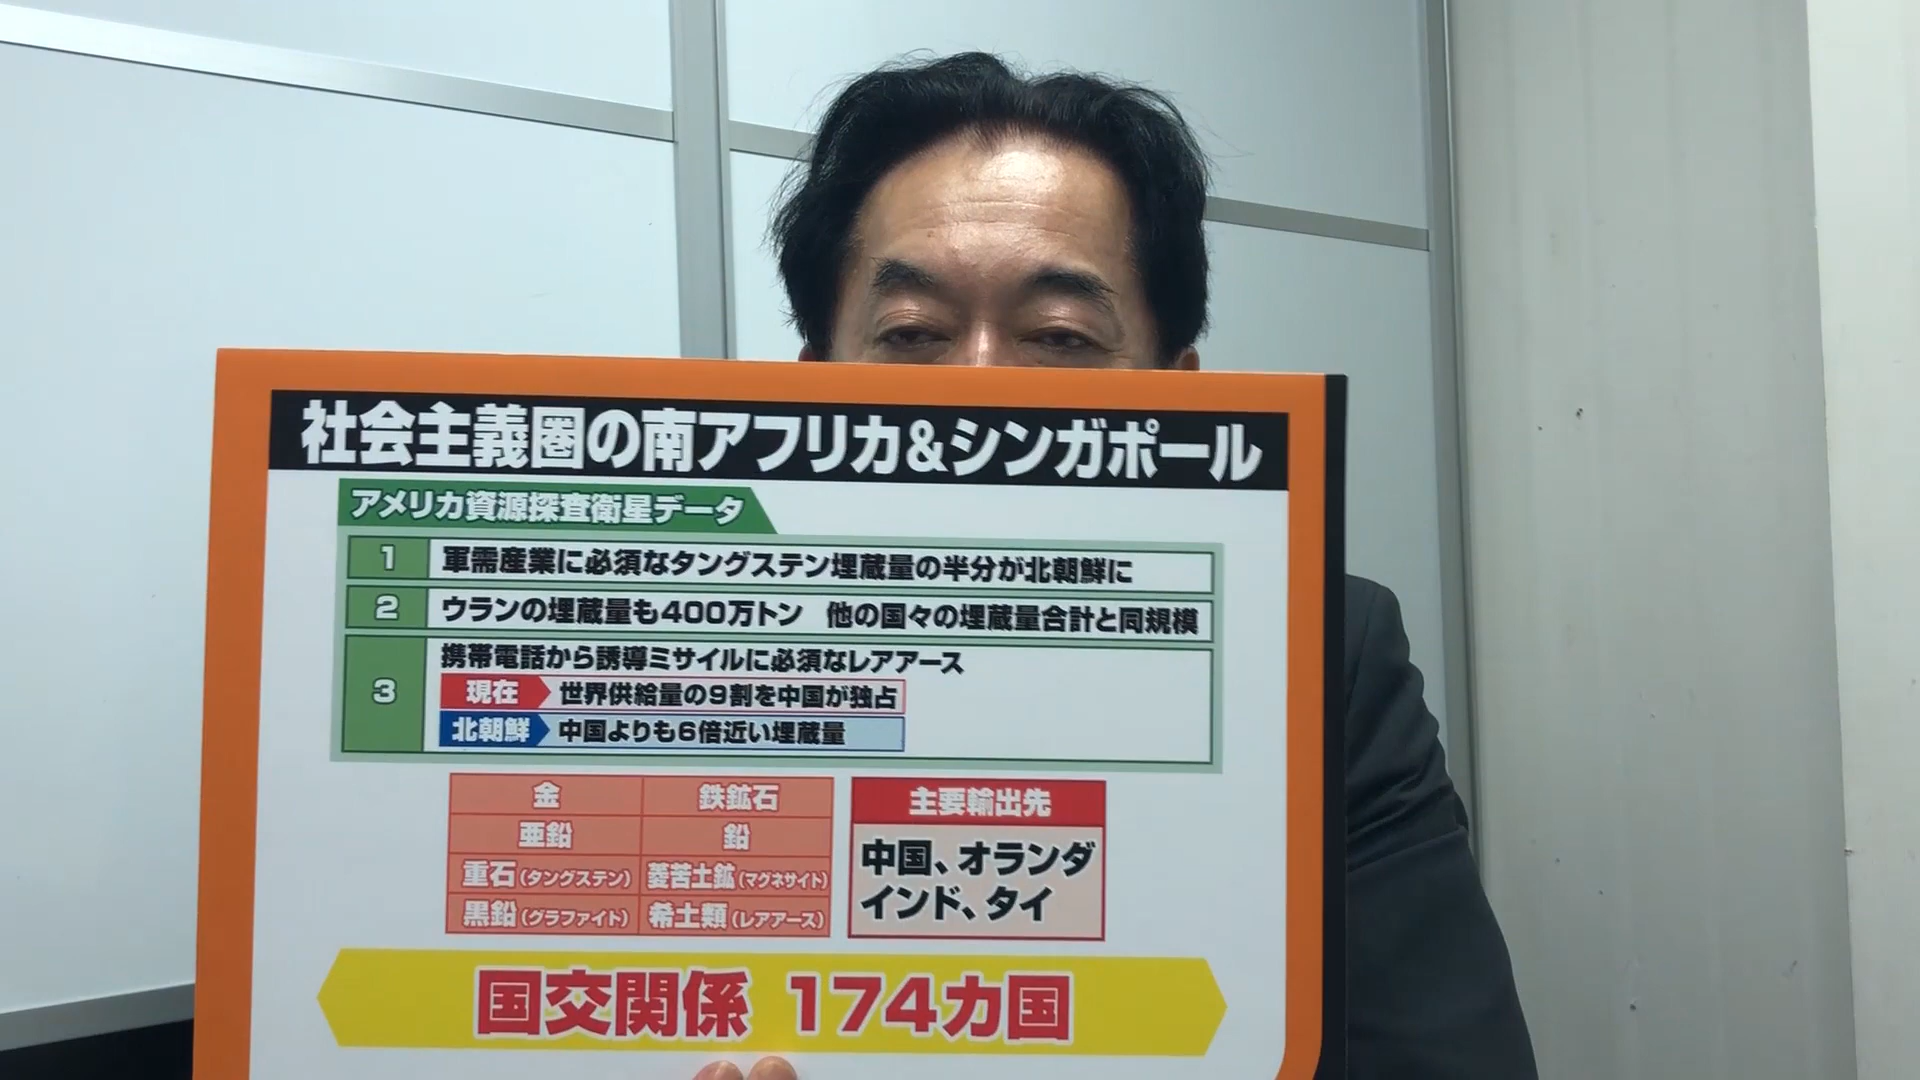 社会主義圏の南アフリカ&シンガポール
アメリカ資源探査衛星データ
1 軍需産業に必須なタングステン埋蔵量の半分が北朝鮮に
2 ウランの埋蔵量も400万トン 他の国々の埋蔵量合計と同規模
3 携帯電話から誘導ミサイルに必須なレアアース
現在 世界供給量の9割を中国が独占
北朝鮮 中国よりも6倍近い埋蔵量
金 鉄鉱石
亜鉛 鉛
重石(タングステン) 菱苦土鉱(マグネサイト)
黒鉛(グラファイト) 希土類(レアアース)
主要輸出先
中国、オランダ
インド、タイ
国交関係 174カ国